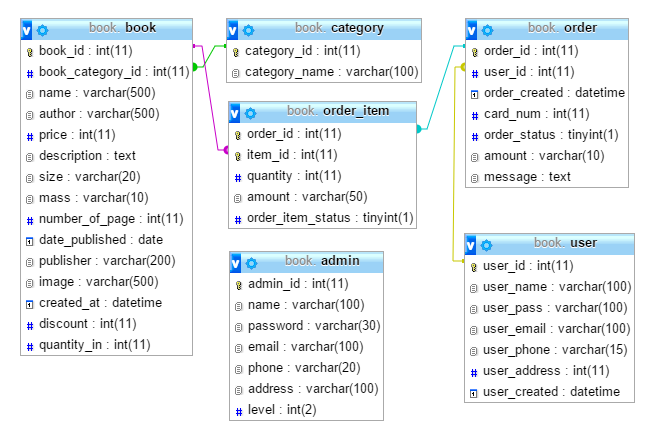 book. book
book_id : int(11)
book_category_id : int(11)
name : varchar(500)
author : varchar(500)
price : int(11)
description : text
size : varchar(20)
mass : varchar(10)
number_of_page : int(11)
date_published : date
publisher : varchar(200)
image : varchar(500)
created_at : datetime
discount : int(11)
quantity_in : int(11)
book. category
category_id : int(11)
category_name : varchar(100)
book. order_item
order_id : int(11)
item_id : int(11)
quantity : int(11)
amount : varchar(50)
order_item_status : tinyint(1)
book. admin
admin_id : int(11)
name : varchar(100)
password : varchar(30)
email : varchar(100)
phone : varchar(20)
address : varchar(100)
level : int(2)
book. order
order_id : int(11)
user_id : int(11)
order_created : datetime
card_num : int(11)
order_status : tinyint(1)
amount : varchar(10)
message : text
book. user
user_id : int(11)
user_name : varchar(100)
user_pass : varchar(100)
user_email : varchar(100)
user_phone : varchar(15)
user_address : int(11)
user_created : datetime